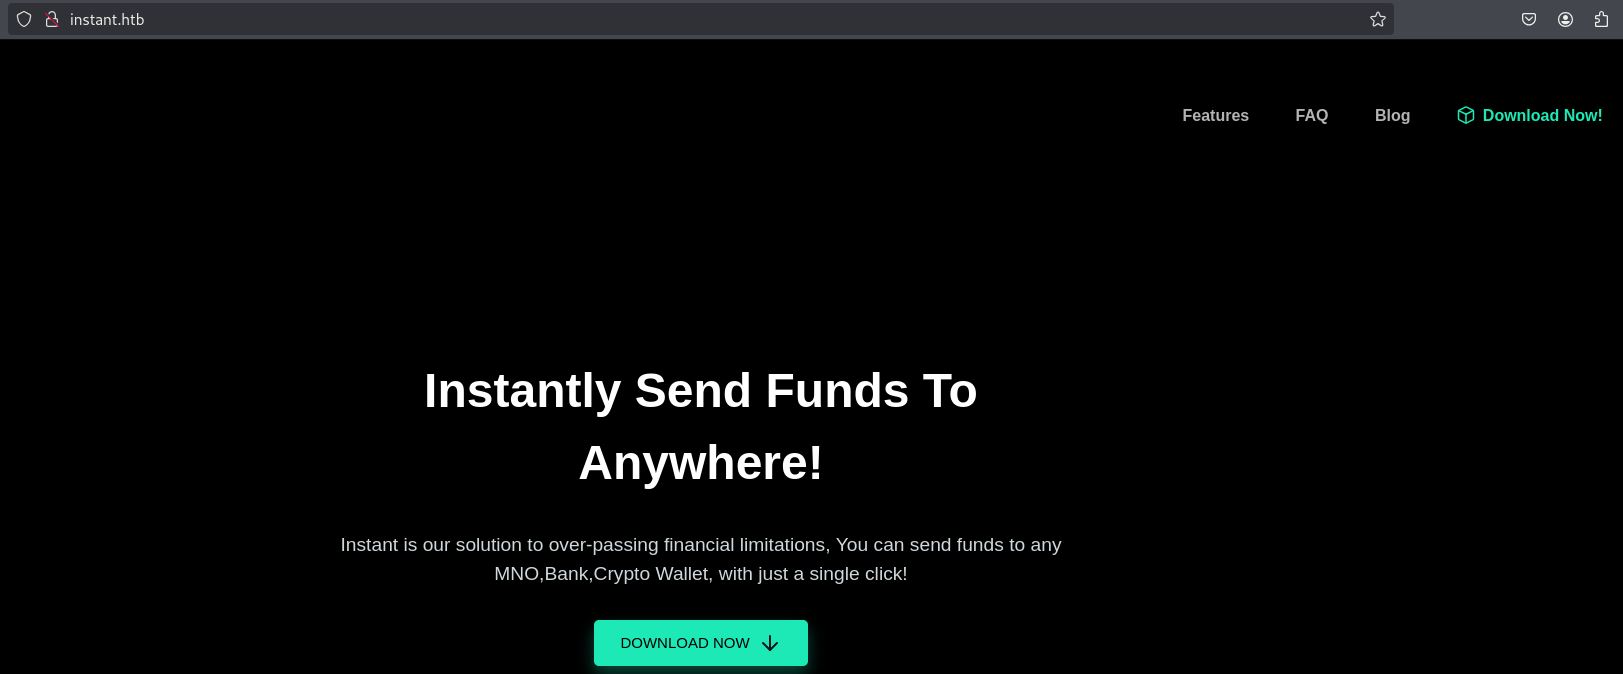 instant.htb
Features FAQ Blog Download Now!
Instantly Send Funds To
Anywhere!
Instant is our solution to over-passing financial limitations, You can send funds to any
MNO,Bank,Crypto Wallet, with just a single click!
DOWNLOAD NOW